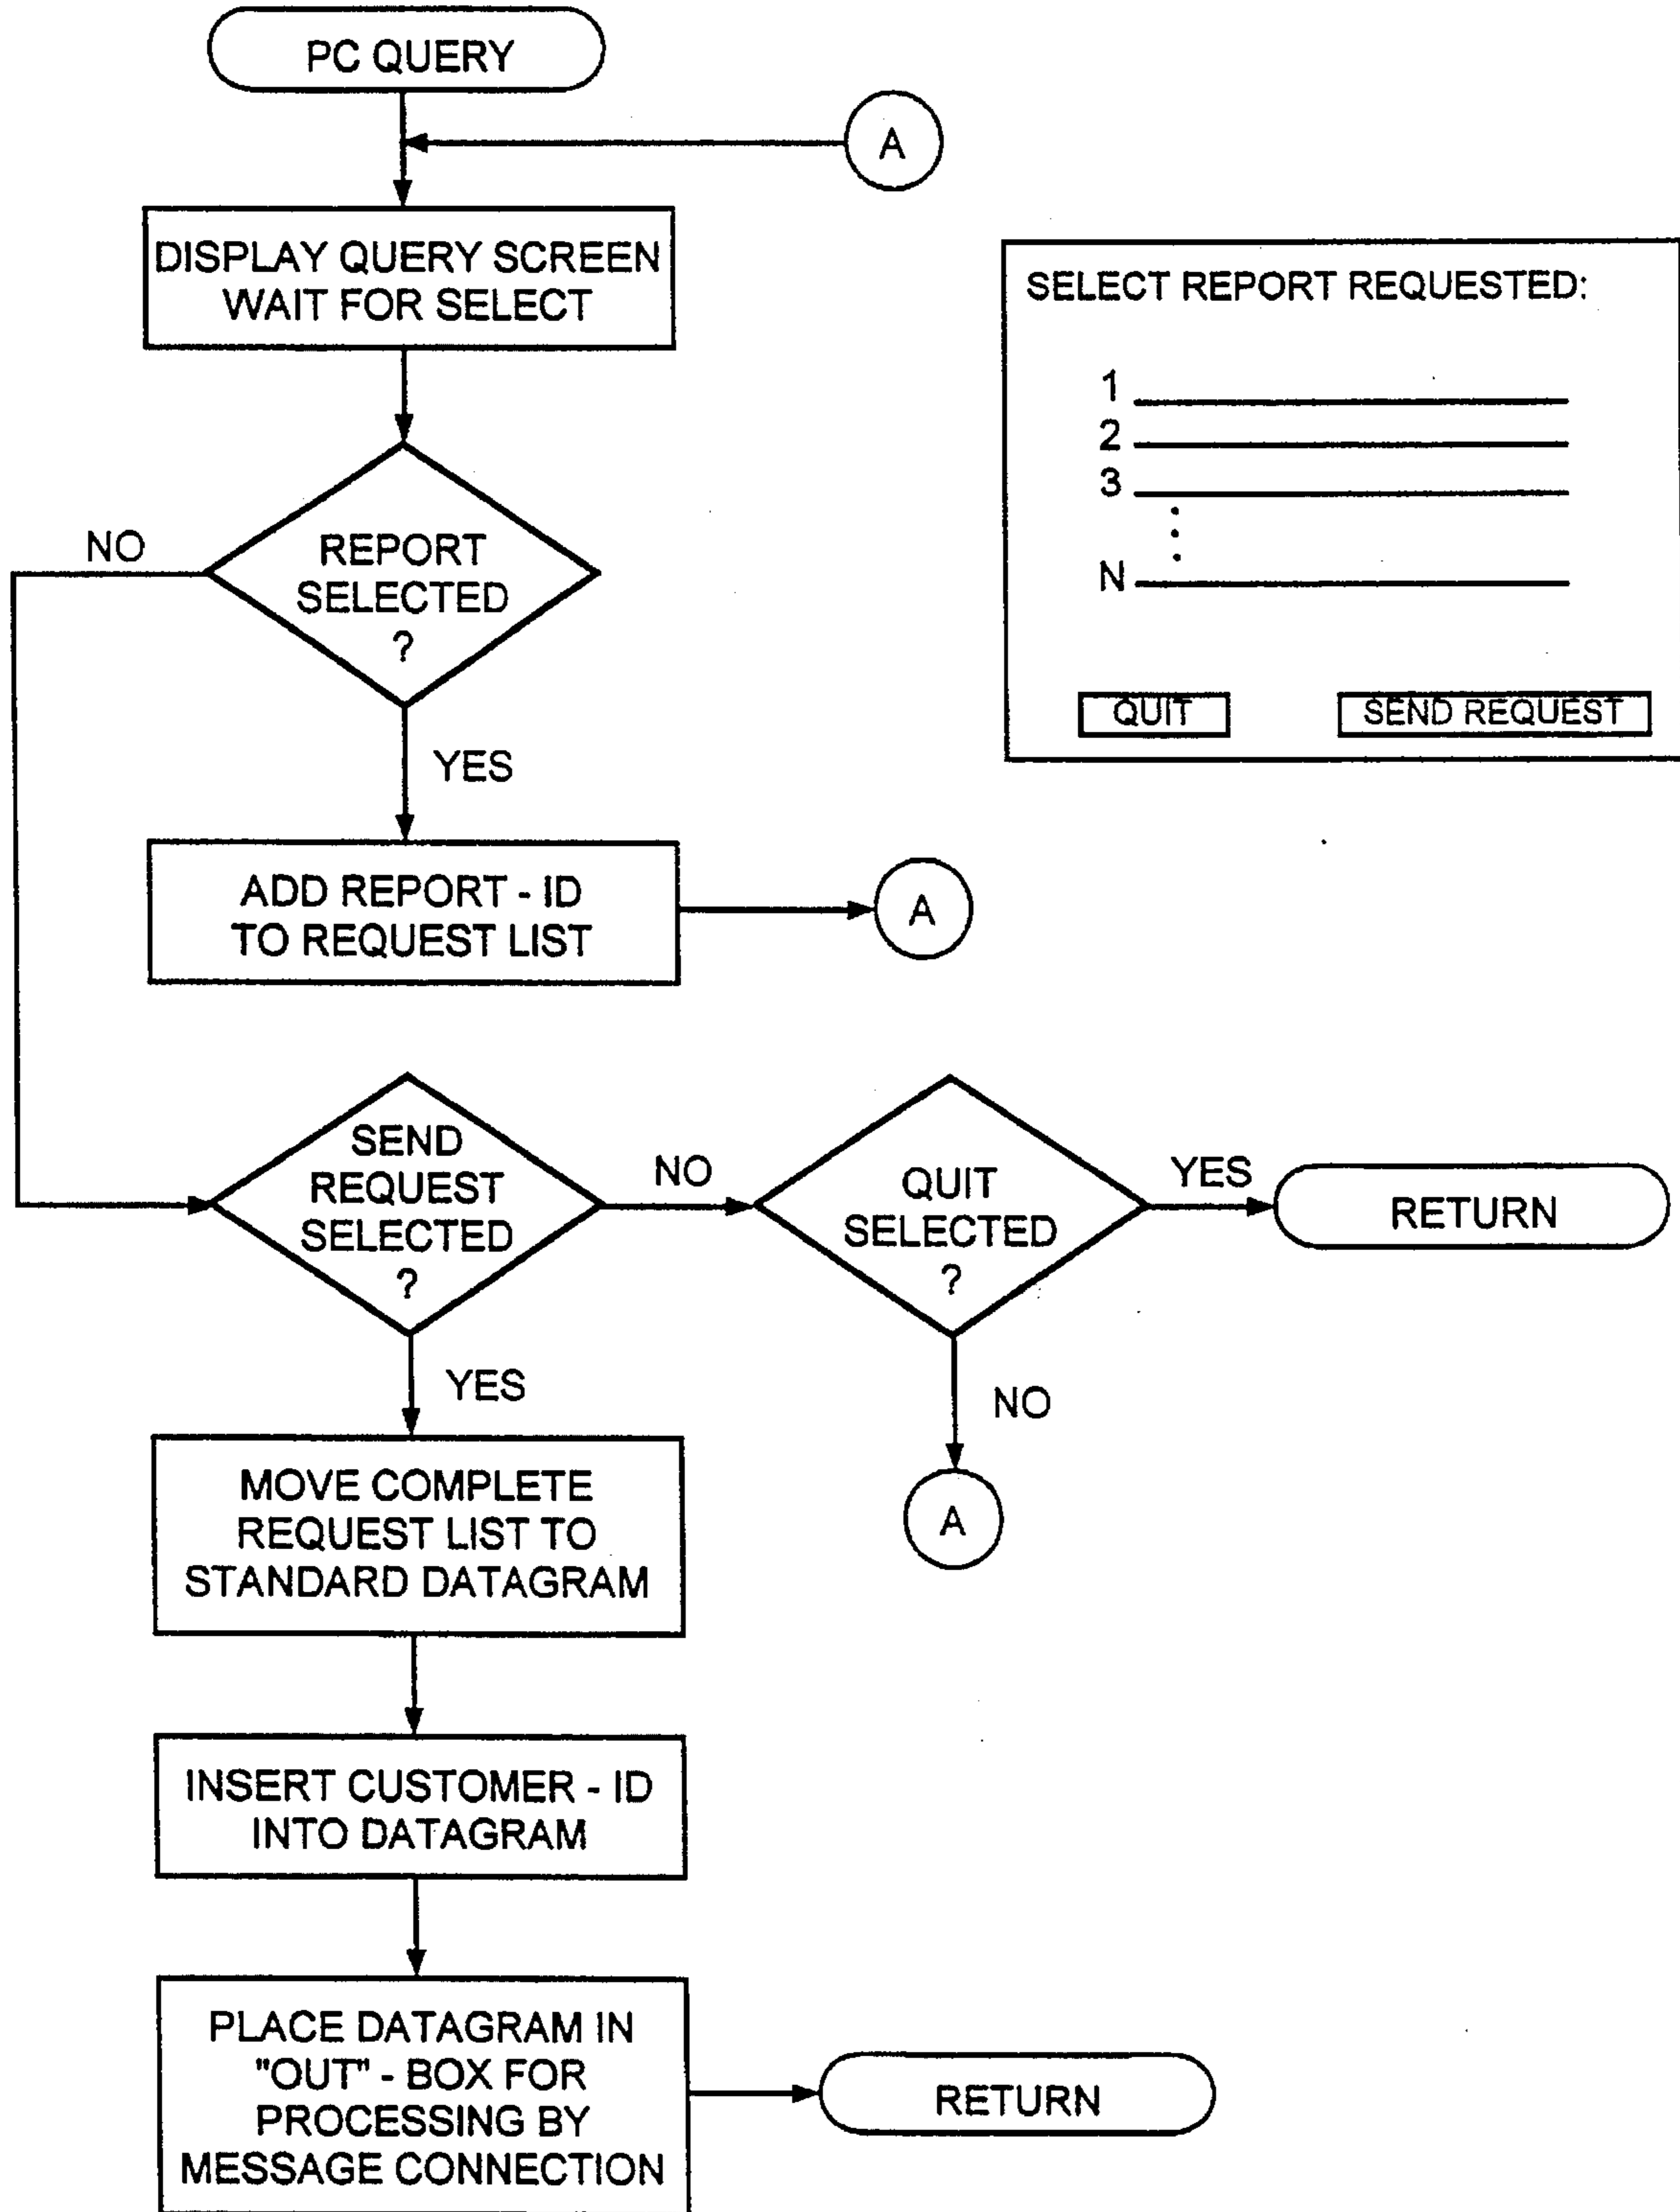 PC QUERY
A
DISPLAY QUERY SCREEN
WAIT FOR SELECT
SELECT REPORT REQUESTED:
1
2
3
N
QUIT
SEND REQUEST
REPORT
SELECTED
?
NO
YES
ADD REPORT - ID
TO REQUEST LIST
A
SEND
REQUEST
SELECTED
?
NO
QUIT
SELECTED
?
YES
RETURN
YES
NO
A
MOVE COMPLETE
REQUEST LIST TO
STANDARD DATAGRAM
INSERT CUSTOMER - ID
INTO DATAGRAM
PLACE DATAGRAM IN
"OUT" - BOX FOR
PROCESSING BY
MESSAGE CONNECTION
RETURN